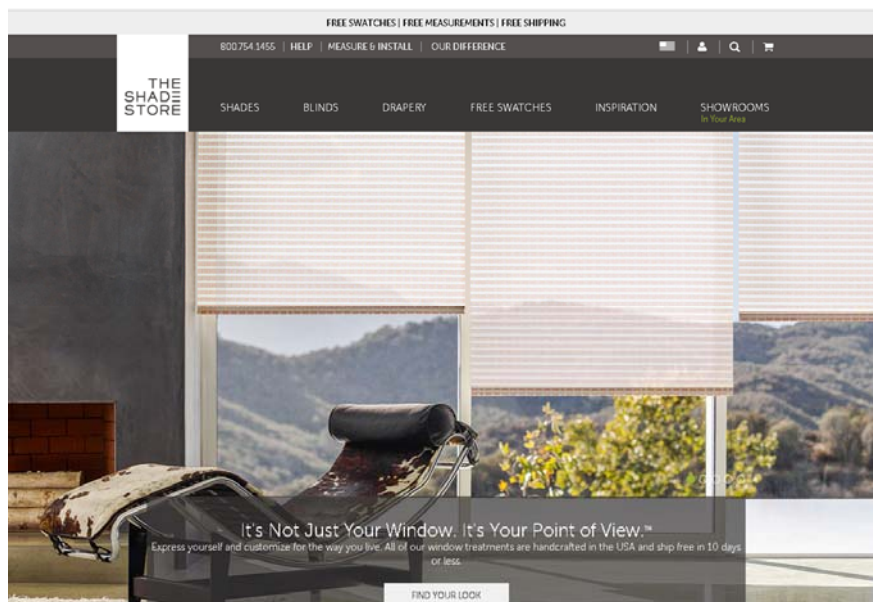 FREE SWATCHES | FREE MEASUREMENTS | FREE SHIPPING
800.754.1455 | HELP | MEASURE & INSTALL | OUR DIFFERENCE
THE
SHADE
STORE
SHADES BLINDS DRAPERY FREE SWATCHES INSPIRATION SHOWROOMS
In Your Area
It's Not Just Your Window. It's Your Point of View.™
Express yourself and customize for the way you live. All of our window treatments are handcrafted in the USA and ship free in 10 days
or less.
FIND YOUR LOOK